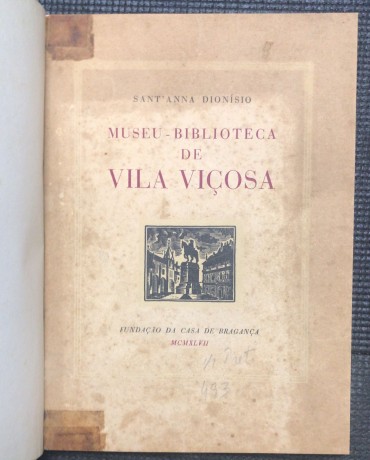 SANT'ANNA DIONÍSIO
MUSEU-BIBLIOTECA
DE
VILA VIÇOSA
FUNDAÇÃO DA CASA DE BRAGANÇA
MCMXLVII